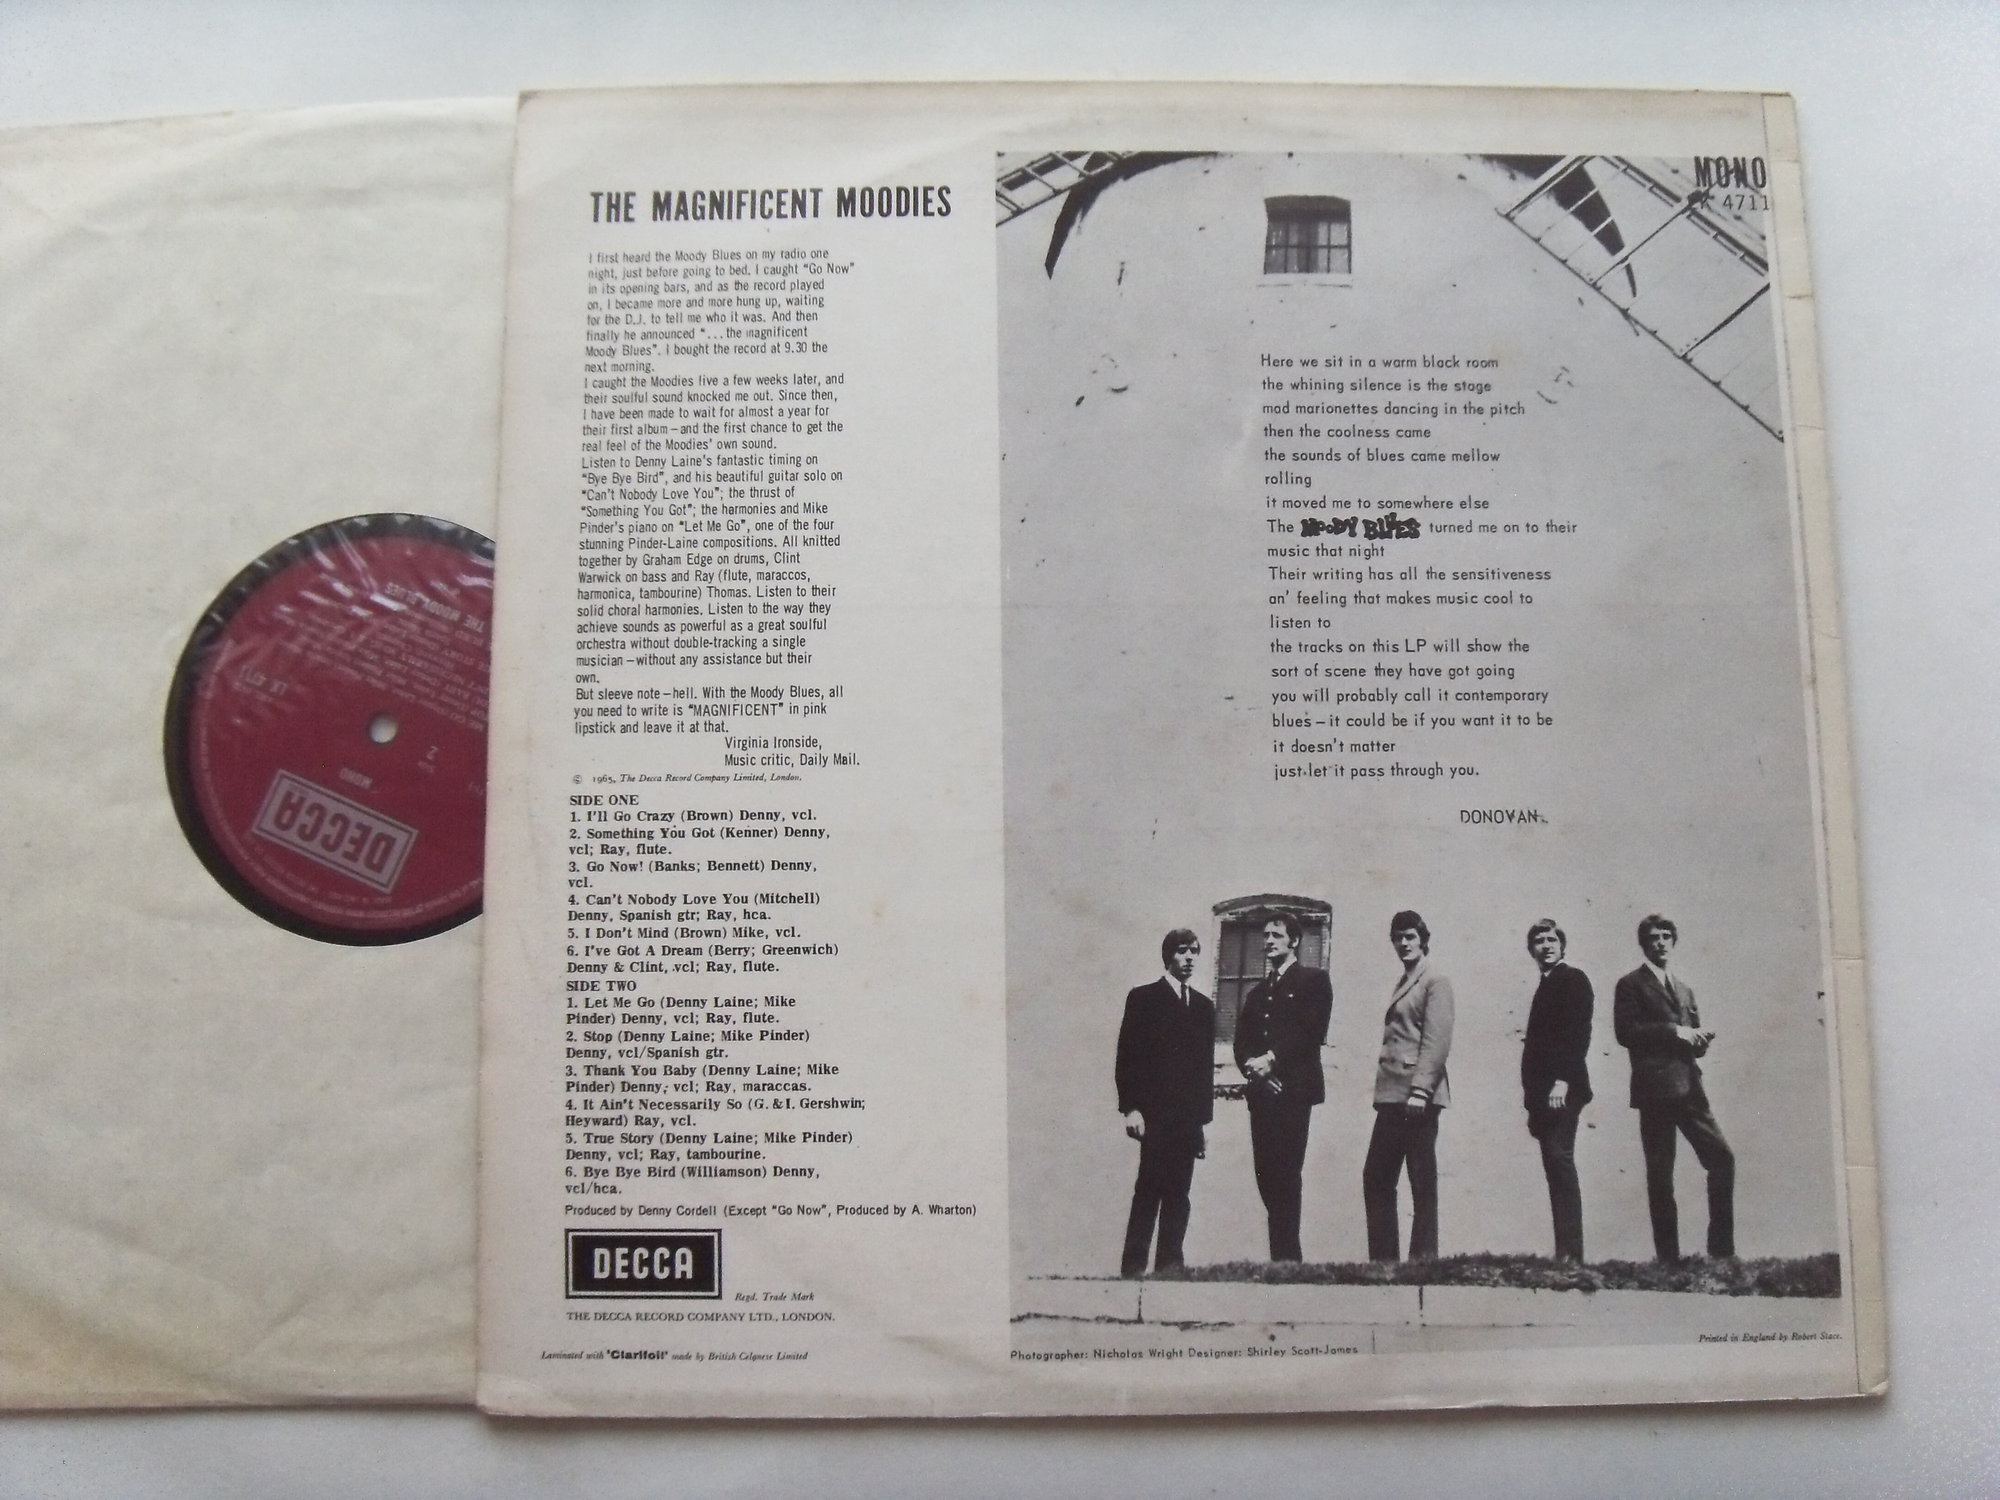 THE MAGNIFICENT MOODIES
I first heard the Moody Blues on my radio one
night, just before going to bed. I caught "Go Now"
in its opening bars, and as the record played
on, I became more and more hung up, waiting
for the D.J. to tell me who it was. And then
finally he announced "...the magnificent
Moody Blues". I bought the record at 9.30 the
next morning.
I caught the Moodies live a few weeks later, and
their soulful sound knocked me out. Since then,
I have been made to wait for almost a year for
their first album – and the first chance to get the
real feel of the Moodies' own sound.
Listen to Denny Laine's fantastic timing on
"Bye Bye Bird", and his beautiful guitar solo on
"Can't Nobody Love You"; the thrust of
"Something You Got"; the harmonies and Mike
Pinder's piano on "Let Me Go", one of the four
stunning Pinder-Laine compositions. All knitted
together by Graham Edge on drums, Clint
Warwick on bass and Ray (flute, maraccos,
harmonica, tambourine) Thomas. Listen to their
solid choral harmonies. Listen to the way they
achieve sounds as powerful as a great soulful
orchestra without double-tracking a single
musician – without any assistance but their
own.
But sleeve note – hell. With the Moody Blues, all
you need to write is "MAGNIFICENT" in pink
lipstick and leave it at that.
Virginia Ironside,
Music critic, Daily Mail.
© 1965, The Decca Record Company Limited, London.
SIDE ONE
1. I'll Go Crazy (Brown) Denny, vcl.
2. Something You Got (Kenner) Denny,
vcl; Ray, flute.
3. Go Now! (Banks; Bennett) Denny,
vcl.
4. Can't Nobody Love You (Mitchell)
Denny, Spanish gtr; Ray, hca.
5. I Don't Mind (Brown) Mike, vcl.
6. I've Got A Dream (Berry; Greenwich)
Denny & Clint, vcl; Ray, flute.
SIDE TWO
1. Let Me Go (Denny Laine; Mike
Pinder) Denny, vcl; Ray, flute.
2. Stop (Denny Laine; Mike Pinder)
Denny, vcl/Spanish gtr.
3. Thank You Baby (Denny Laine; Mike
Pinder) Denny, vcl; Ray, maraccas.
4. It Ain't Necessarily So (G. & I. Gershwin;
Heyward) Ray, vcl.
5. True Story (Denny Laine; Mike Pinder)
Denny, vcl; Ray, tambourine.
6. Bye Bye Bird (Williamson) Denny,
vcl/hca.
Produced by Denny Cordell (Except "Go Now", Produced by A. Wharton)
DECCA
Regd. Trade Mark
THE DECCA RECORD COMPANY LTD., LONDON.
Laminated with 'Clarifoil' made by British Celanese Limited
MONO
K 4711
Here we sit in a warm black room
the whining silence is the stage
mad marionettes dancing in the pitch
then the coolness came
the sounds of blues came mellow
rolling
it moved me to somewhere else
The MOODY BLUES turned me on to their
music that night
Their writing has all the sensitiveness
an' feeling that makes music cool to
listen to
the tracks on this LP will show the
sort of scene they have got going
you will probably call it contemporary
blues – it could be if you want it to be
it doesn't matter
just let it pass through you.
DONOVAN.
Printed in England by Robert Stace.
Photographer: Nicholas Wright Designer: Shirley Scott-James
THE MOODY BLUES
LK 4711
2
MONO
DECCA